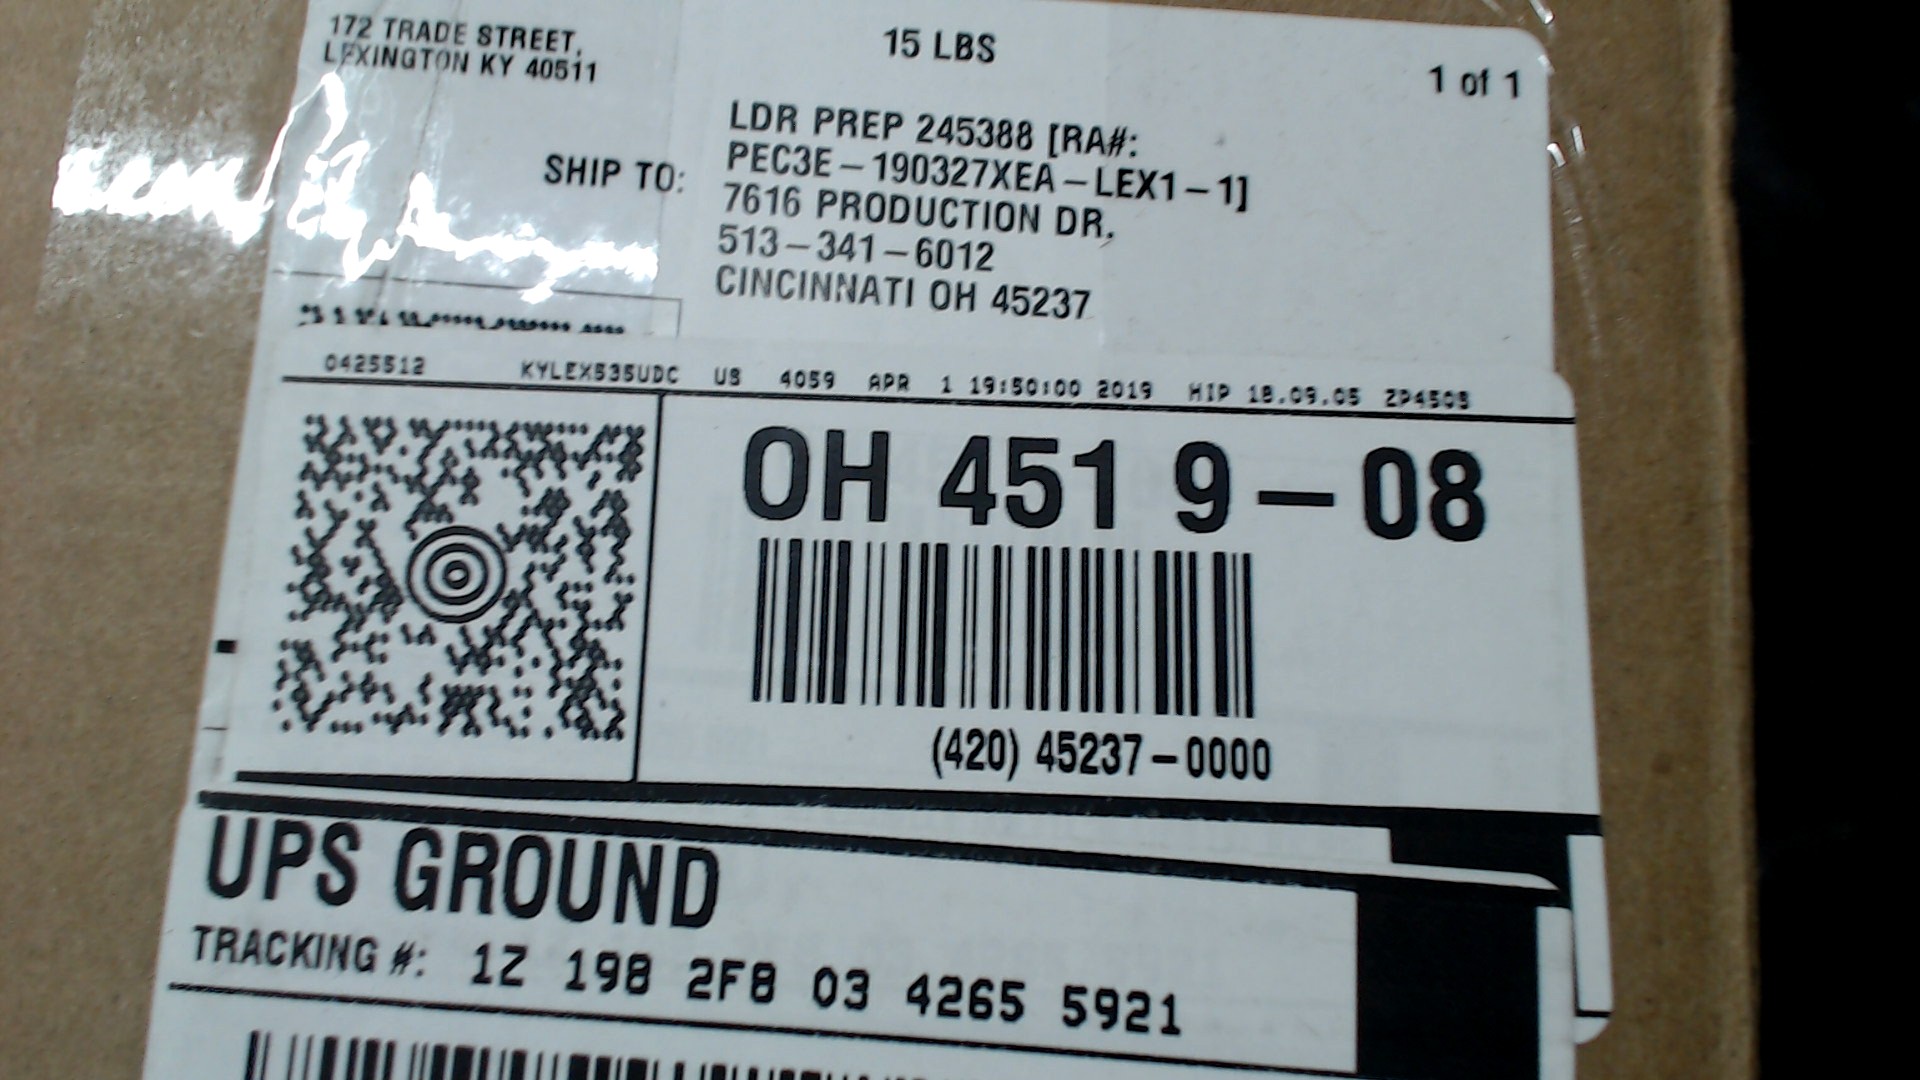 172 TRADE STREET,
LEXINGTON KY 40511
15 LBS
1 of 1
SHIP TO:
LDR PREP 245388 [RA#:
PEC3E-190327XEA-LEX1-1]
7616 PRODUCTION DR.
513-341-6012
CINCINNATI OH 45237
0425512 KYLEX535UDC US 4059 APR 1 19:50:00 2019 HIP 18.09.05 ZP450S
OH 451 9-08
(420) 45237-0000
UPS GROUND
TRACKING #: 1Z 198 2F8 03 4265 5921